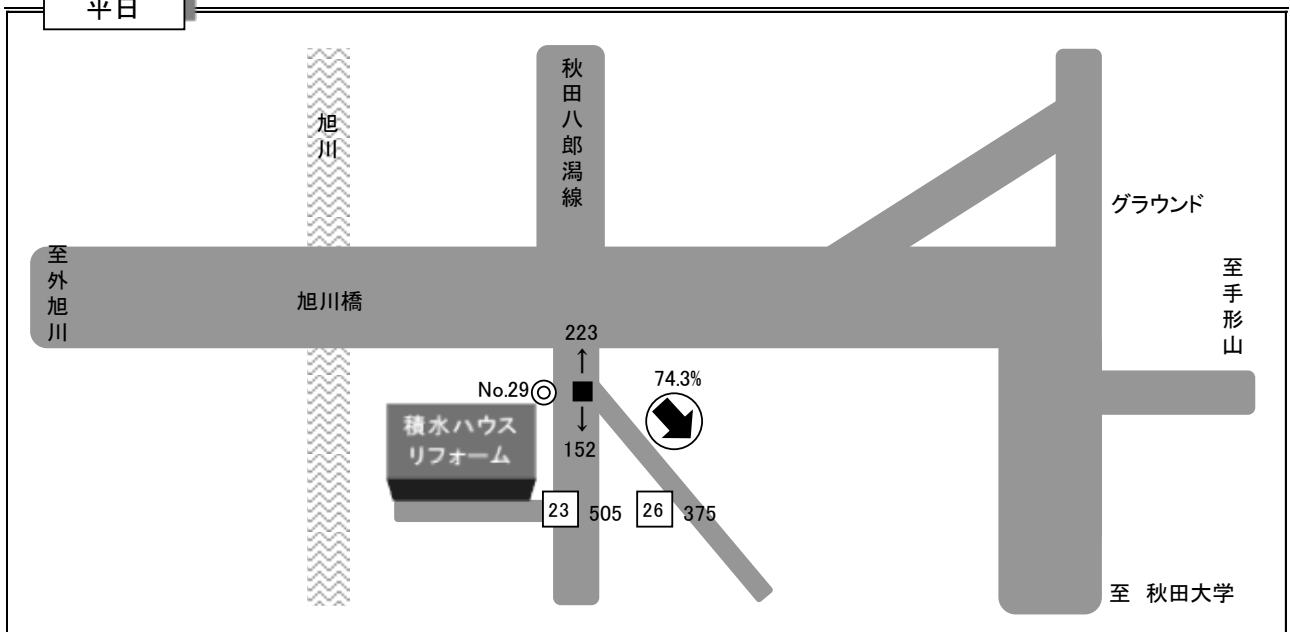 平日
秋田八郎潟線
旭川
グラウンド
至外旭川
旭川橋
至手形山
223
↑
No.29◎
■
74.3%
↓
積水ハウス
リフォーム
152
23
505
26
375
至 秋田大学